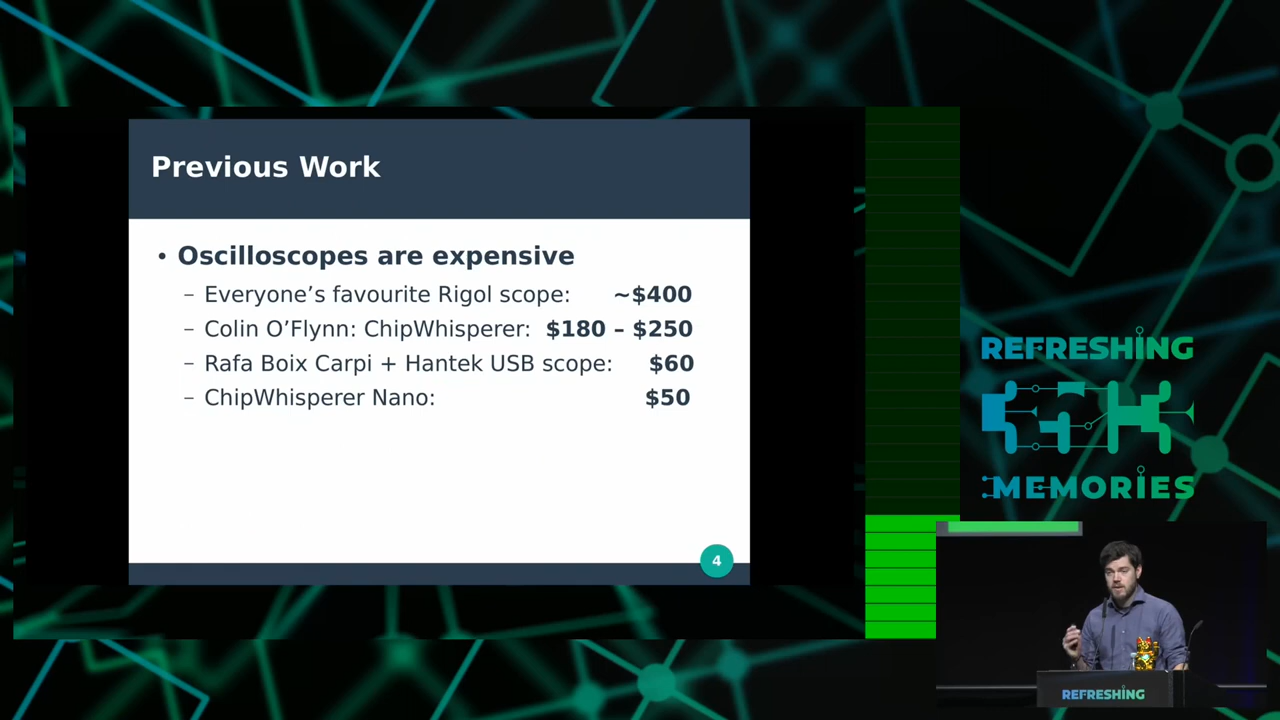 Previous Work
• Oscilloscopes are expensive
– Everyone’s favourite Rigol scope: ~$400
– Colin O’Flynn: ChipWhisperer: $180 – $250
– Rafa Boix Carpi + Hantek USB scope: $60
– ChipWhisperer Nano: $50
4
REFRESHING
MEMORIES
REFRESHING